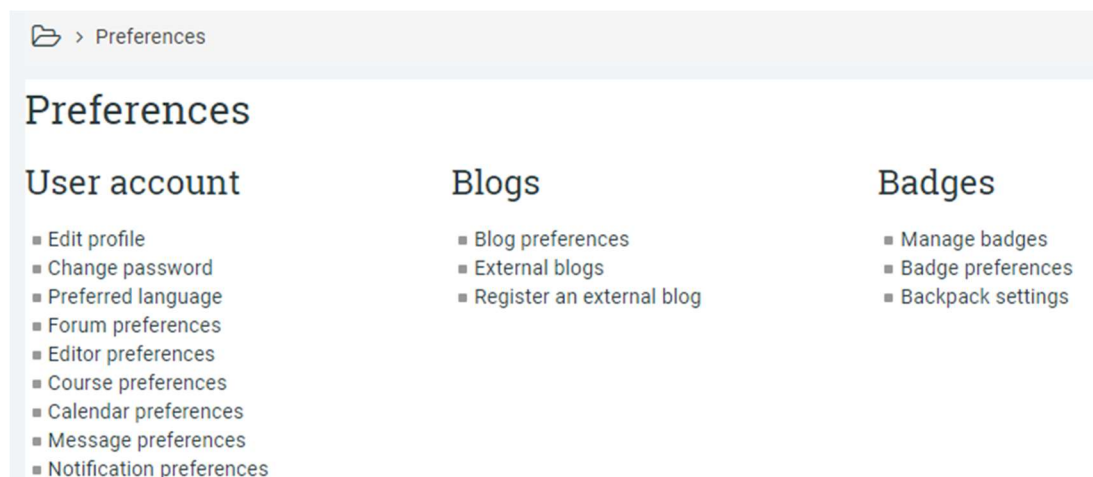 > Preferences
Preferences
User account
Edit profile
Change password
Preferred language
Forum preferences
Editor preferences
Course preferences
Calendar preferences
Message preferences
Notification preferences
Blogs
Blog preferences
External blogs
Register an external blog
Badges
Manage badges
Badge preferences
Backpack settings